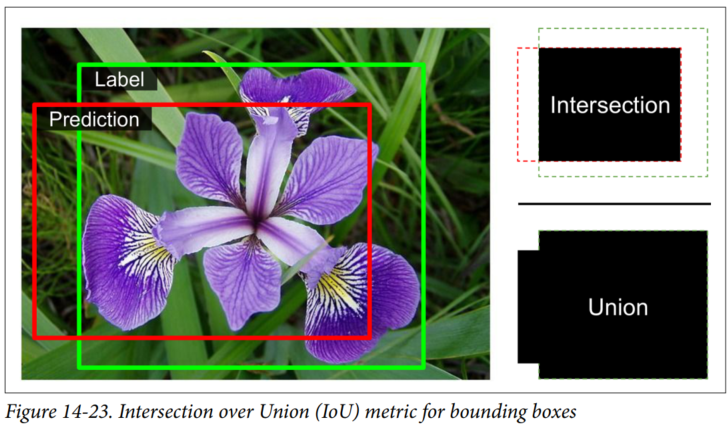 Label
Prediction
Intersection
Union
Figure 14-23. Intersection over Union (IoU) metric for bounding boxes